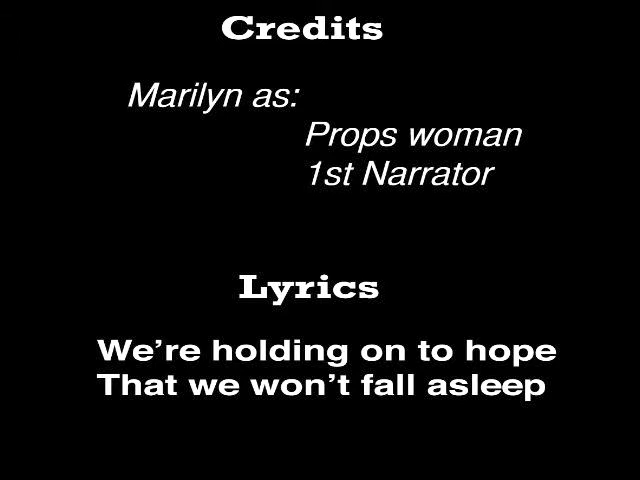 Credits
Marilyn as:
Props woman
1st Narrator
Lyrics
We’re holding on to hope
That we won’t fall asleep